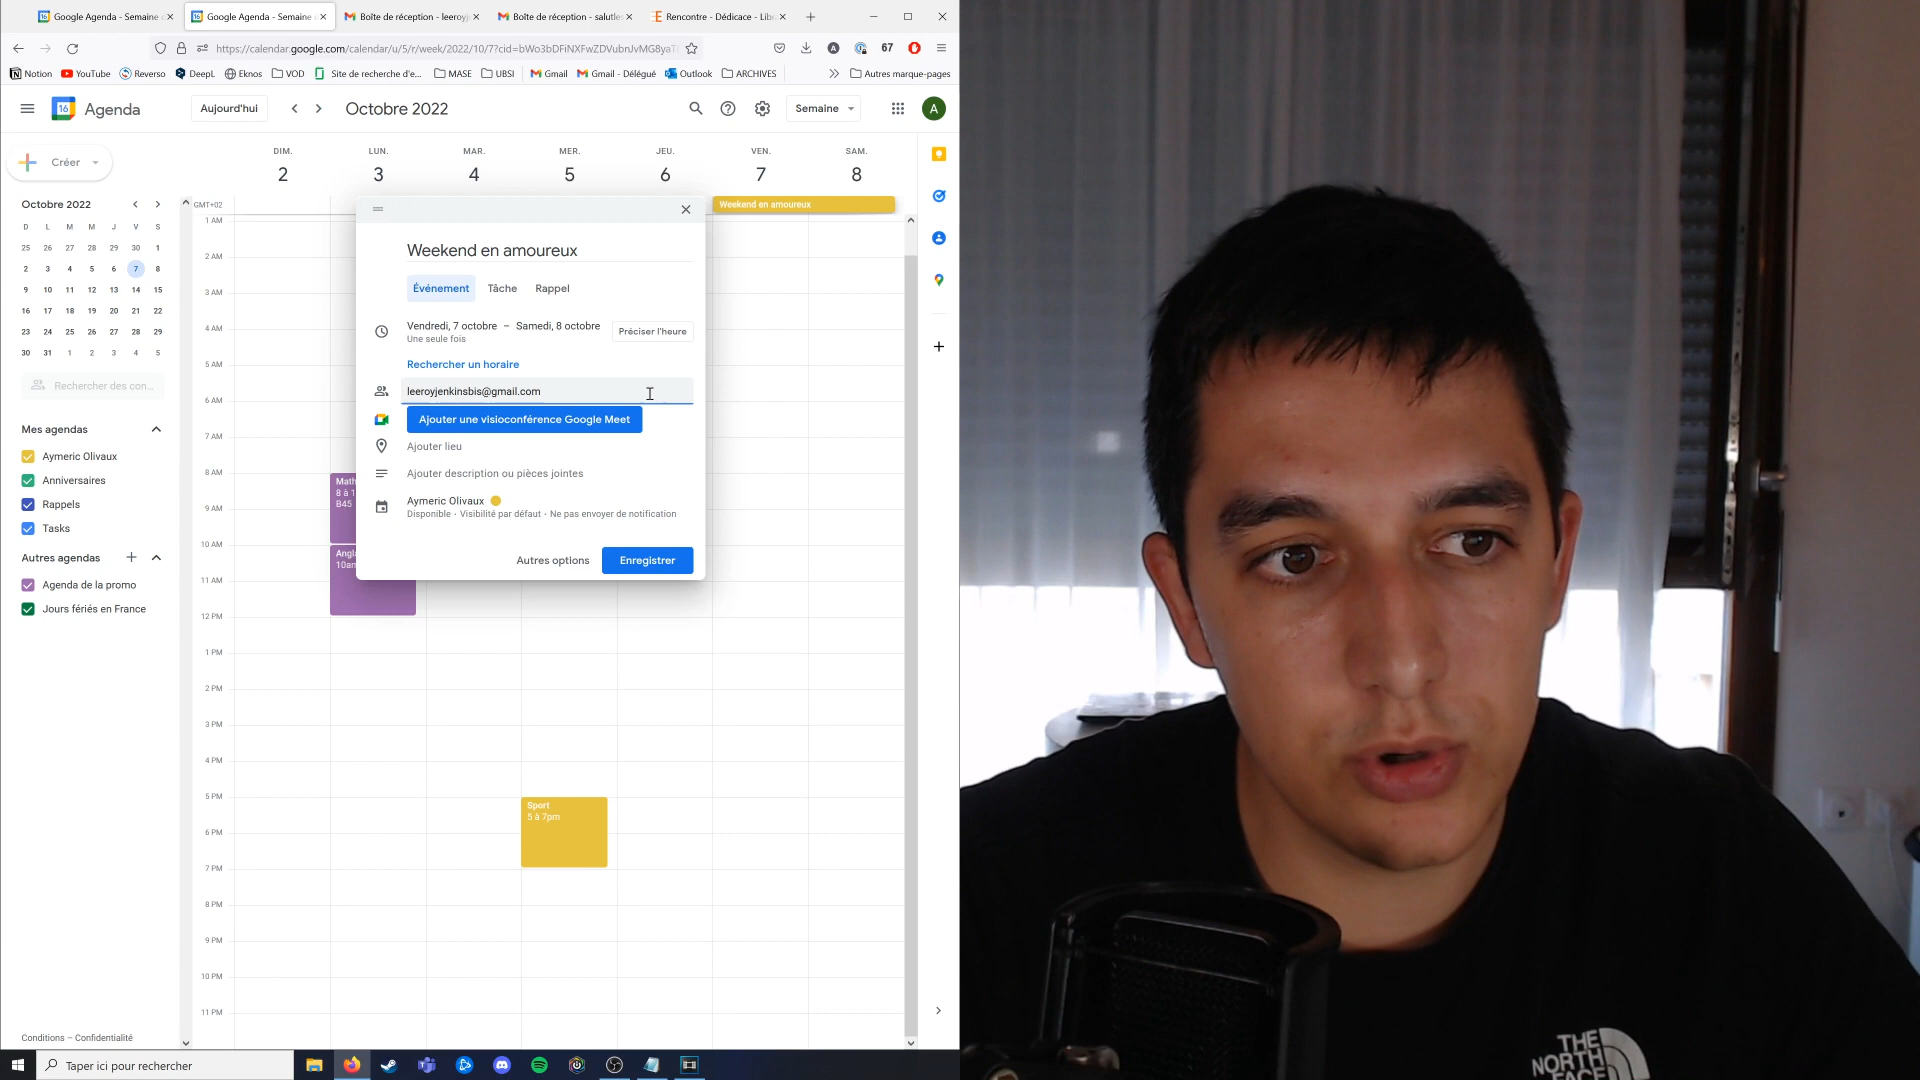 Google Agenda - Semaine
Google Agenda - Semaine
Boîte de réception - leeroyj
Boîte de réception - salutle
Rencontre - Dédicace - Lib
https://calendar.google.com/calendar/u/5/r/week/2022/10/7?cid=
67
Notion
YouTube
Reverso
DeepL
Eknos
VOD
Site de recherche d'e...
MASE
UBSI
Gmail
Gmail - Délégué
Outlook
ARCHIVES
Autres marque-pages
16
Agenda
Aujourd'hui
Octobre 2022
Semaine
A
Créer
DIM.
LUN.
MAR.
MER.
JEU.
VEN.
SAM.
2
3
4
5
6
7
8
Octobre 2022
D L M M J V S
25 26 27 28 29 30 1
2 3 4 5 6 7 8
9 10 11 12 13 14 15
16 17 18 19 20 21 22
23 24 25 26 27 28 29
30 31 1 2 3 4 5
Rechercher des con...
Mes agendas
Aymeric Olivaux
Anniversaires
Rappels
Tasks
Autres agendas
Agenda de la promo
Jours fériés en France
Conditions – Confidentialité
GMT+02
Weekend en amoureux
1 AM
2 AM
3 AM
4 AM
5 AM
6 AM
7 AM
8 AM
9 AM
10 AM
11 AM
12 PM
1 PM
2 PM
3 PM
4 PM
5 PM
6 PM
7 PM
8 PM
9 PM
10 PM
11 PM
Math
8 à 1
B45
Angl
10am
Sport
5 à 7pm
Weekend en amoureux
Événement
Tâche
Rappel
Vendredi, 7 octobre – Samedi, 8 octobre
Préciser l'heure
Une seule fois
Rechercher un horaire
leeroyjenkinsbis@gmail.com
Ajouter une visioconférence Google Meet
Ajouter lieu
Ajouter description ou pièces jointes
Aymeric Olivaux
Disponible · Visibilité par défaut · Ne pas envoyer de notification
Autres options
Enregistrer
Taper ici pour rechercher
THE
NORTH
FACE